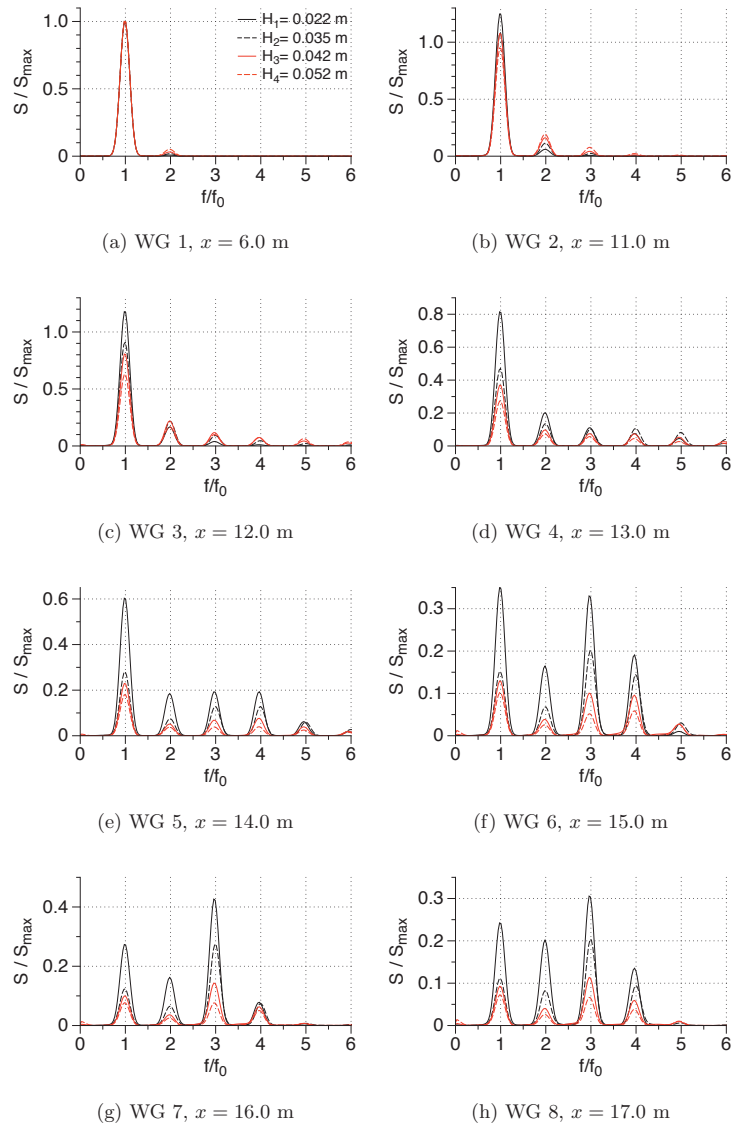 S / Smax
1.0
0.5
0
0 1 2 3 4 5 6
f/f0
H1= 0.022 m
H2= 0.035 m
H3= 0.042 m
H4= 0.052 m
(a) WG 1, x = 6.0 m
S / Smax
1.0
0.5
0
0 1 2 3 4 5 6
f/f0
(b) WG 2, x = 11.0 m
S / Smax
1.0
0.5
0
0 1 2 3 4 5 6
f/f0
(c) WG 3, x = 12.0 m
S / Smax
0.8
0.6
0.4
0.2
0
0 1 2 3 4 5 6
f/f0
(d) WG 4, x = 13.0 m
S / Smax
0.6
0.4
0.2
0
0 1 2 3 4 5 6
f/f0
(e) WG 5, x = 14.0 m
S / Smax
0.3
0.2
0.1
0
0 1 2 3 4 5 6
f/f0
(f) WG 6, x = 15.0 m
S / Smax
0.4
0.2
0
0 1 2 3 4 5 6
f/f0
(g) WG 7, x = 16.0 m
S / Smax
0.3
0.2
0.1
0
0 1 2 3 4 5 6
f/f0
(h) WG 8, x = 17.0 m